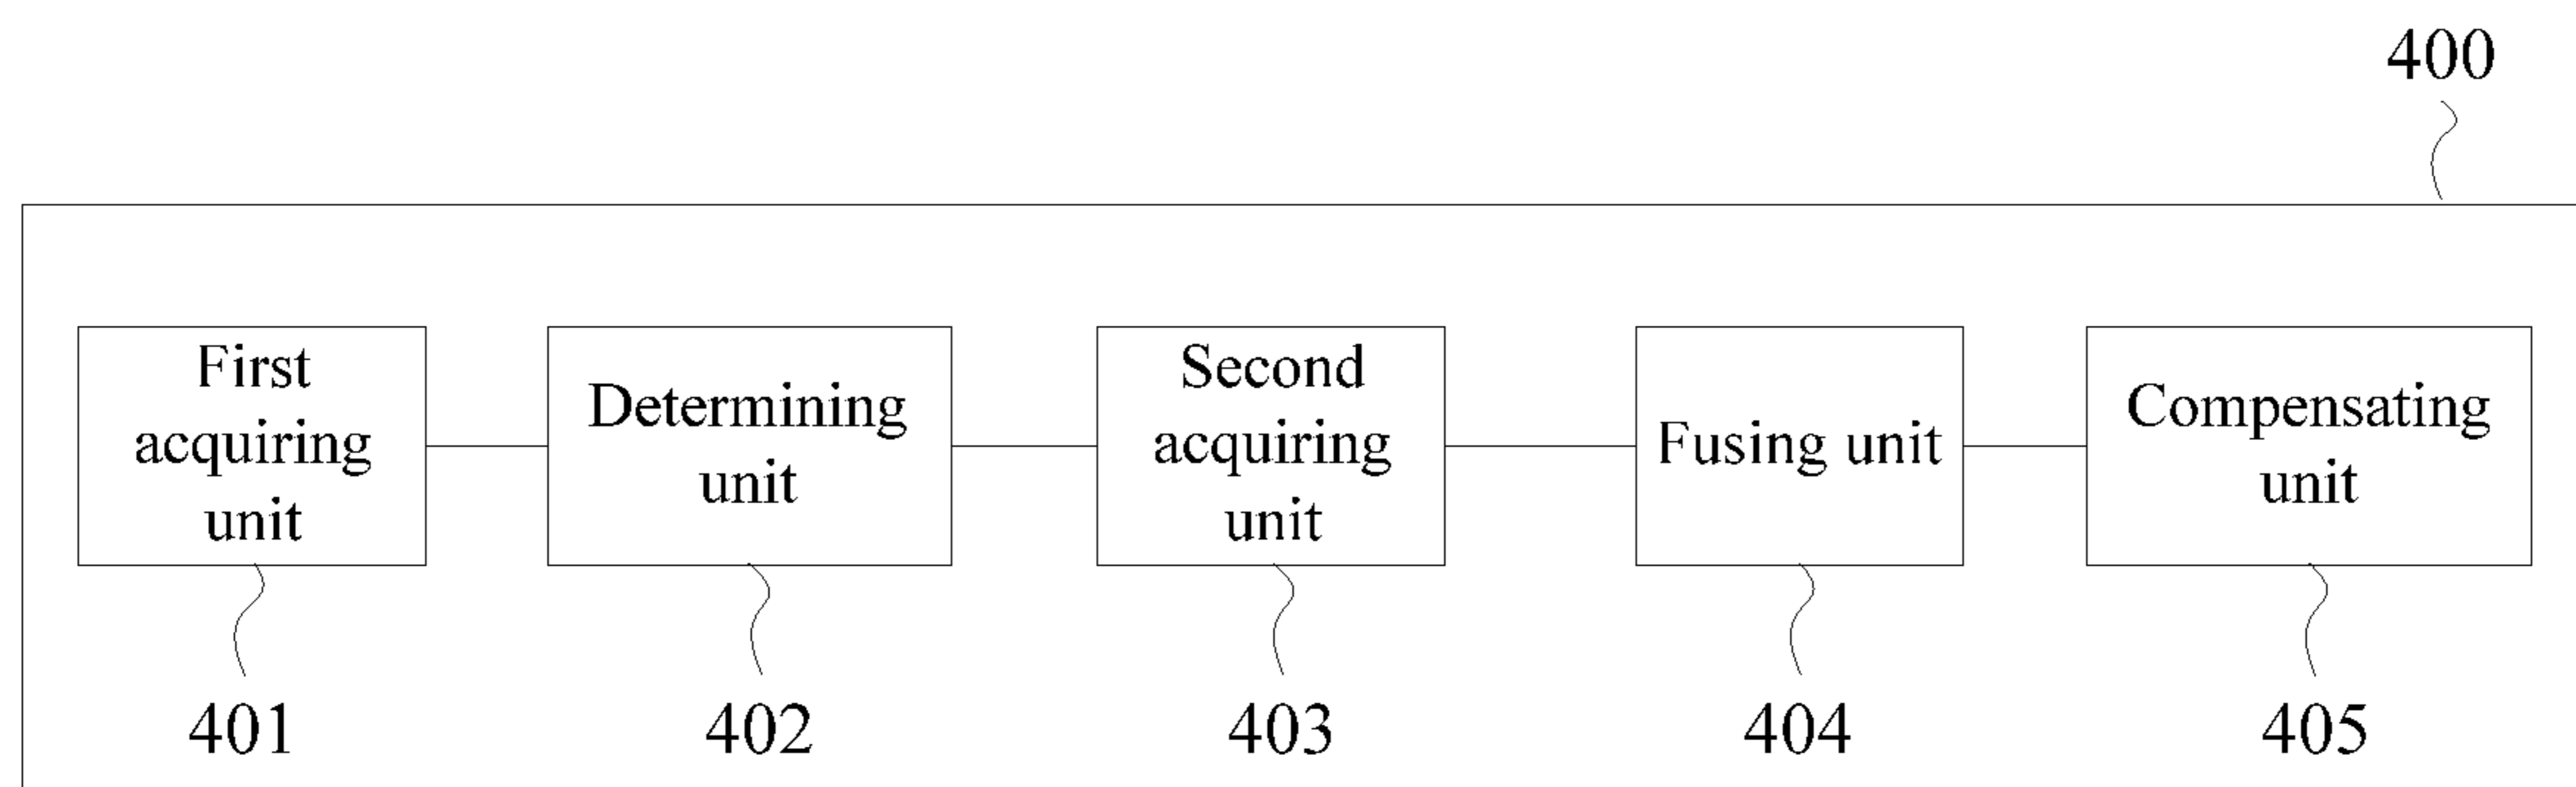 400
First
acquiring
unit
Determining
unit
Second
acquiring
unit
Fusing unit
Compensating
unit
401
402
403
404
405